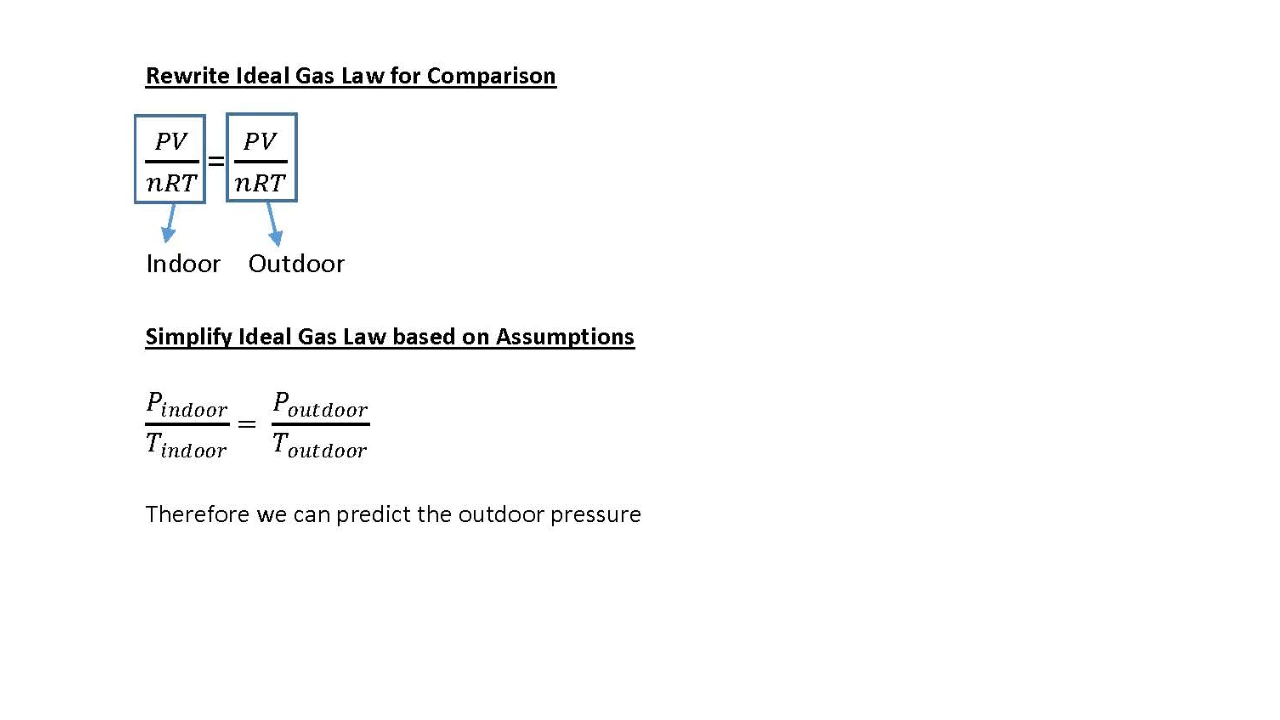 Rewrite Ideal Gas Law for Comparison
PV/nRT = PV/nRT
Indoor Outdoor
Simplify Ideal Gas Law based on Assumptions
P_indoor/T_indoor = P_outdoor/T_outdoor
Therefore we can predict the outdoor pressure